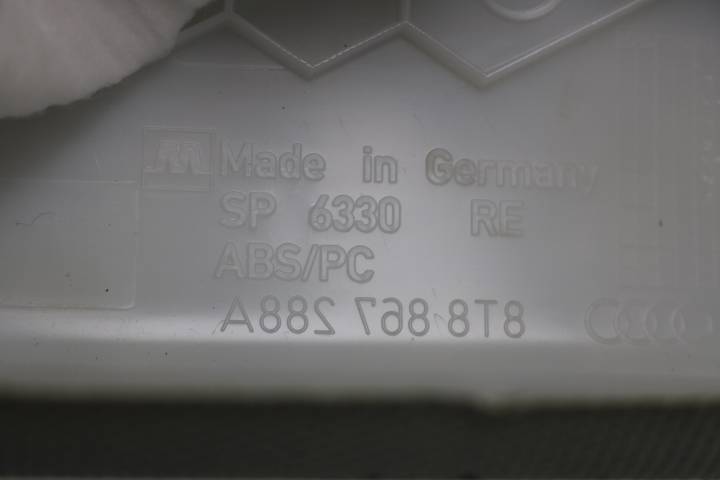 Made in Germany
SP 6330 RE
ABS/PC
8T8 867 288A